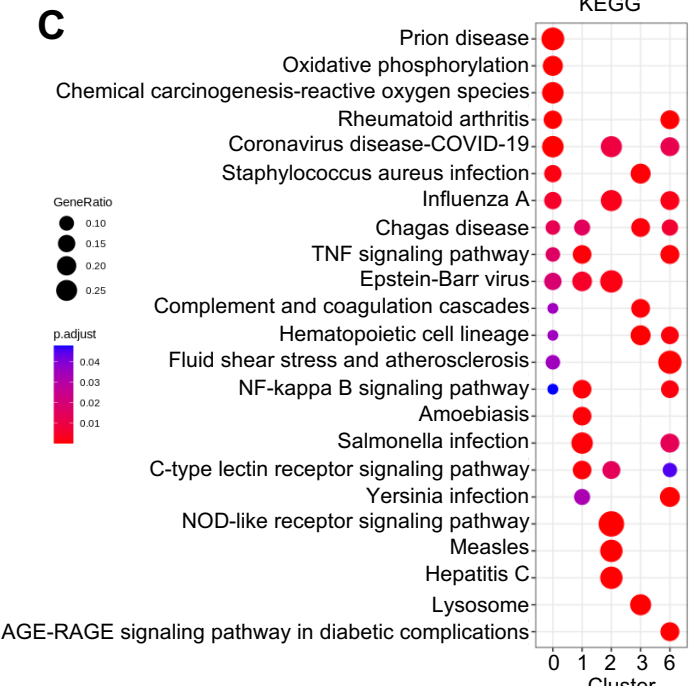 C
KEGG
Prion disease
Oxidative phosphorylation
Chemical carcinogenesis-reactive oxygen species
Rheumatoid arthritis
Coronavirus disease-COVID-19
Staphylococcus aureus infection
Influenza A
Chagas disease
TNF signaling pathway
Epstein-Barr virus
Complement and coagulation cascades
Hematopoietic cell lineage
Fluid shear stress and atherosclerosis
NF-kappa B signaling pathway
Amoebiasis
Salmonella infection
C-type lectin receptor signaling pathway
Yersinia infection
NOD-like receptor signaling pathway
Measles
Hepatitis C
Lysosome
AGE-RAGE signaling pathway in diabetic complications
GeneRatio
0.10
0.15
0.20
0.25
p.adjust
0.04
0.03
0.02
0.01
0 1 2 3 6
Cluster